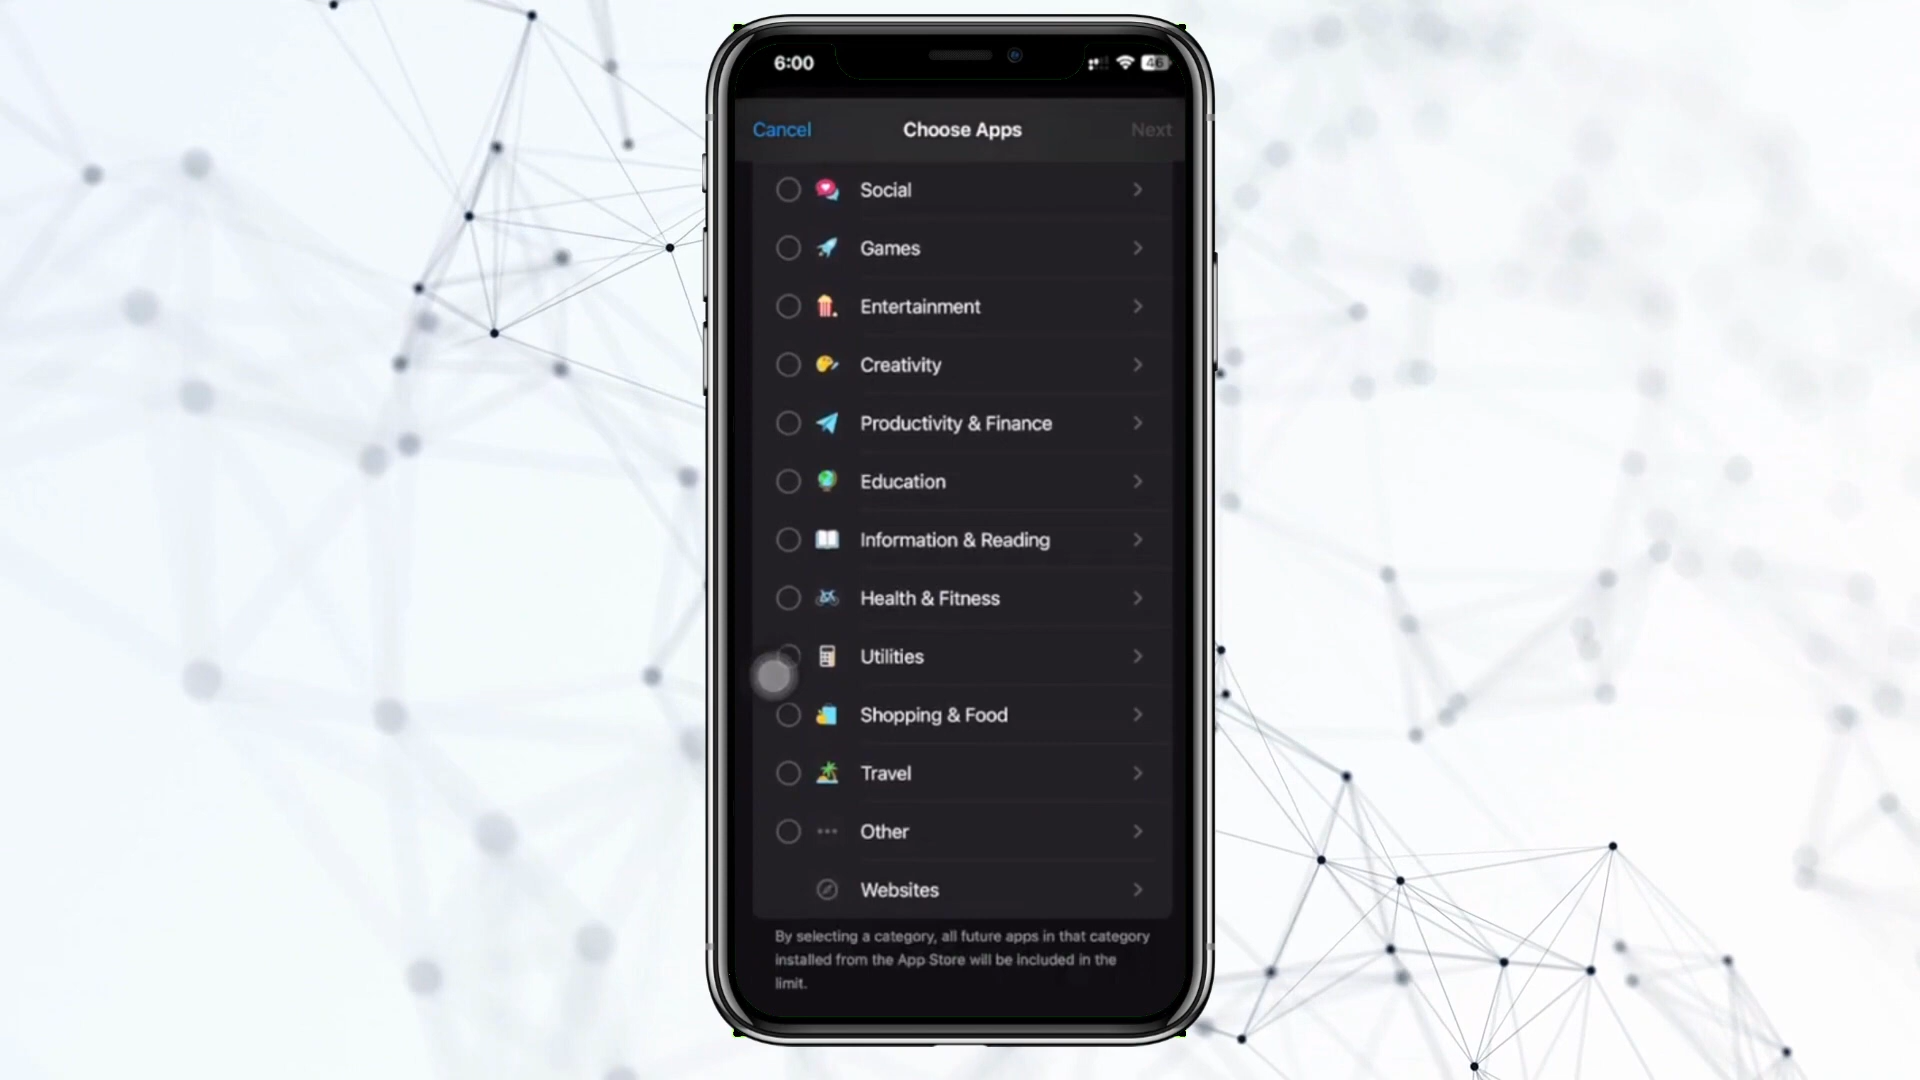 6:00
46
Cancel
Choose Apps
Next
Social
Games
Entertainment
Creativity
Productivity & Finance
Education
Information & Reading
Health & Fitness
Utilities
Shopping & Food
Travel
Other
Websites
By selecting a category, all future apps in that category
installed from the App Store will be included in the
limit.